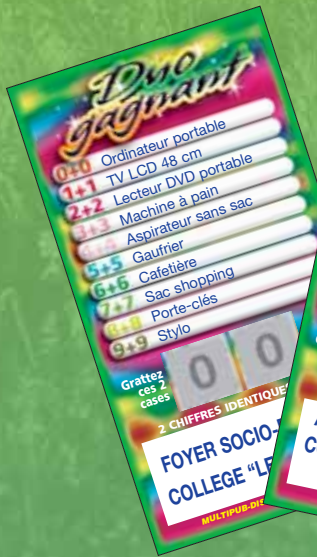 Duo
gagnant
0+0 Ordinateur portable
1+1 TV LCD 48 cm
2+2 Lecteur DVD portable
3+3 Machine à pain
4+4 Aspirateur sans sac
5+5 Gaufrier
6+6 Cafetière
7+7 Sac shopping
8+8 Porte-clés
9+9 Stylo
Grattez
ces 2
cases
0 0
2 CHIFFRES IDENTIQUE
FOYER SOCIO-
COLLEGE "LE
MULTIPUB-DIS